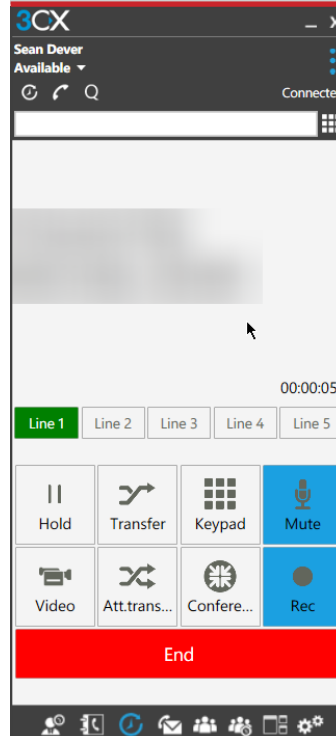 3CX
Sean Dever
Available
Connecte
00:00:05
Line 1 Line 2 Line 3 Line 4 Line 5
Hold Transfer Keypad Mute
Video Att.trans... Confere... Rec
End